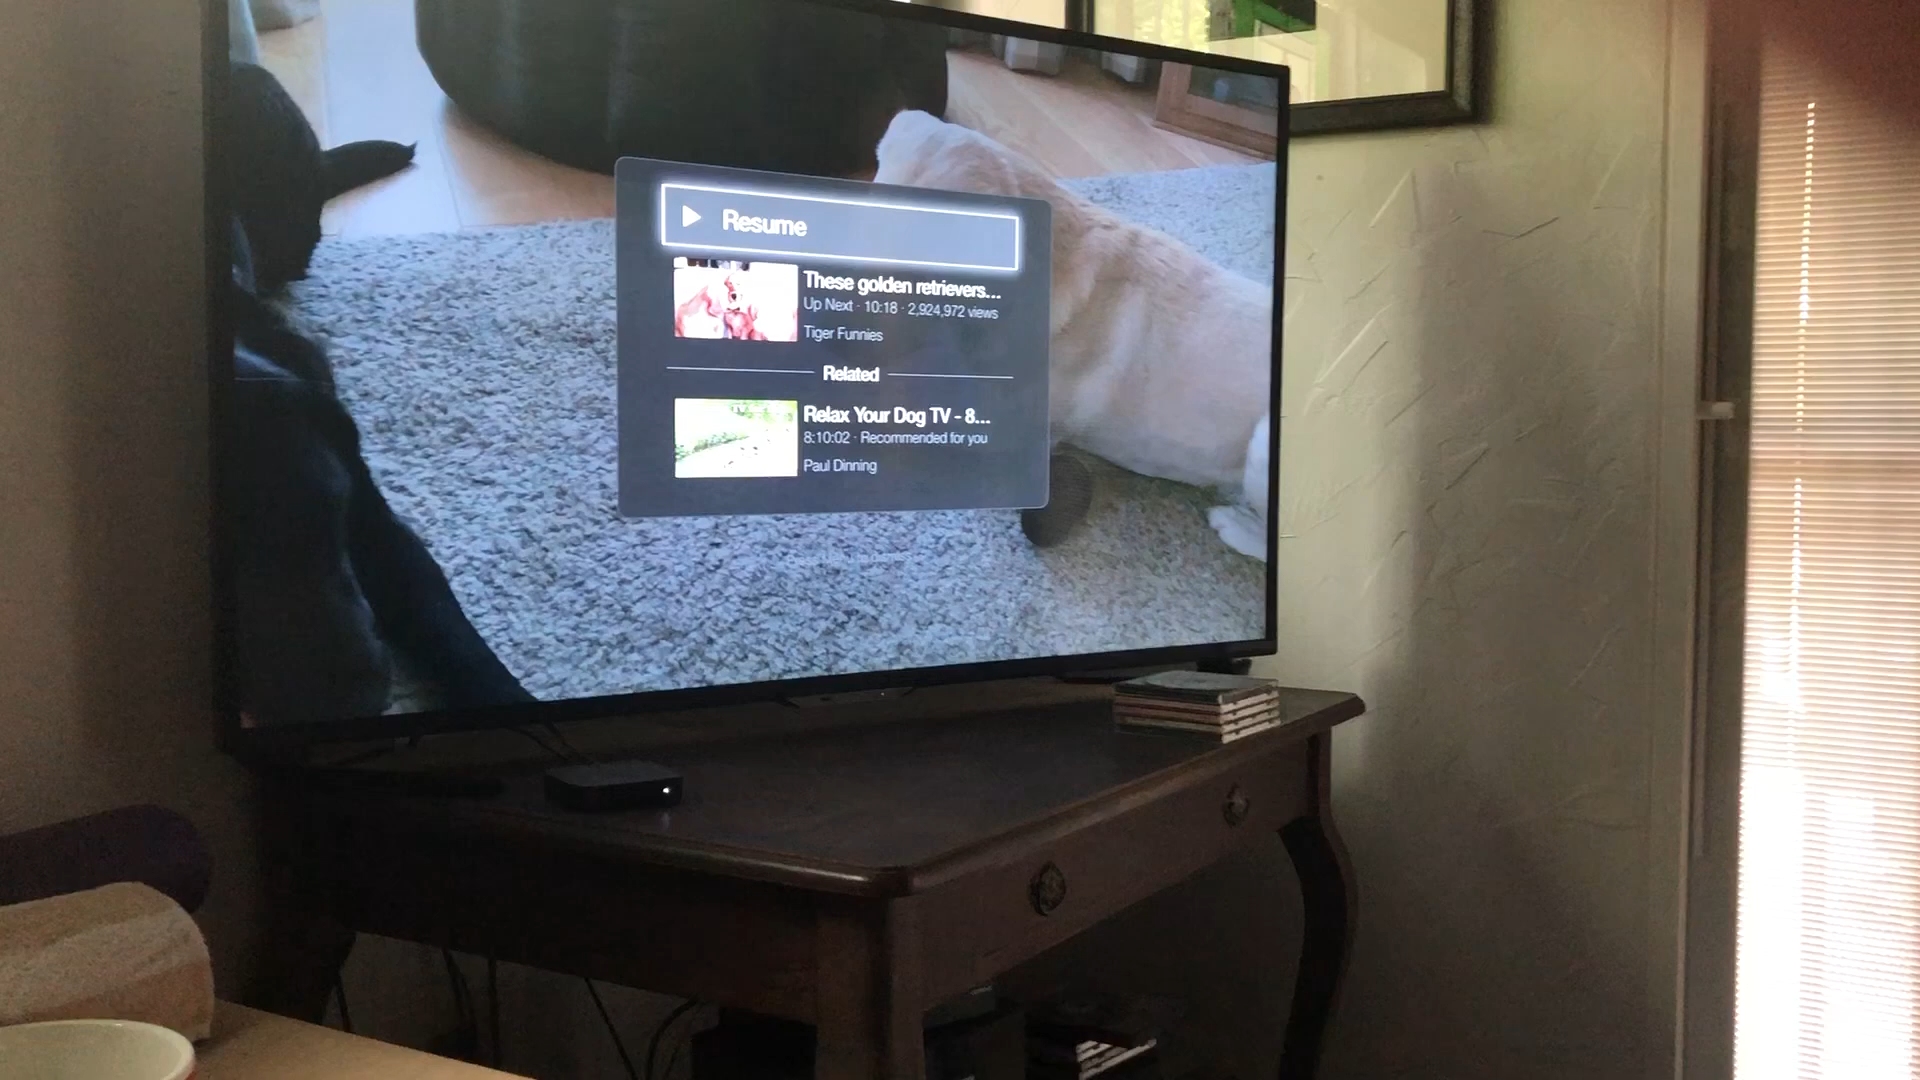 Resume
These golden retrievers...
Up Next · 10:18 · 2,924,972 views
Tiger Funnies
Related
Relax Your Dog TV - 8...
8:10:02 · Recommended for you
Paul Dinning